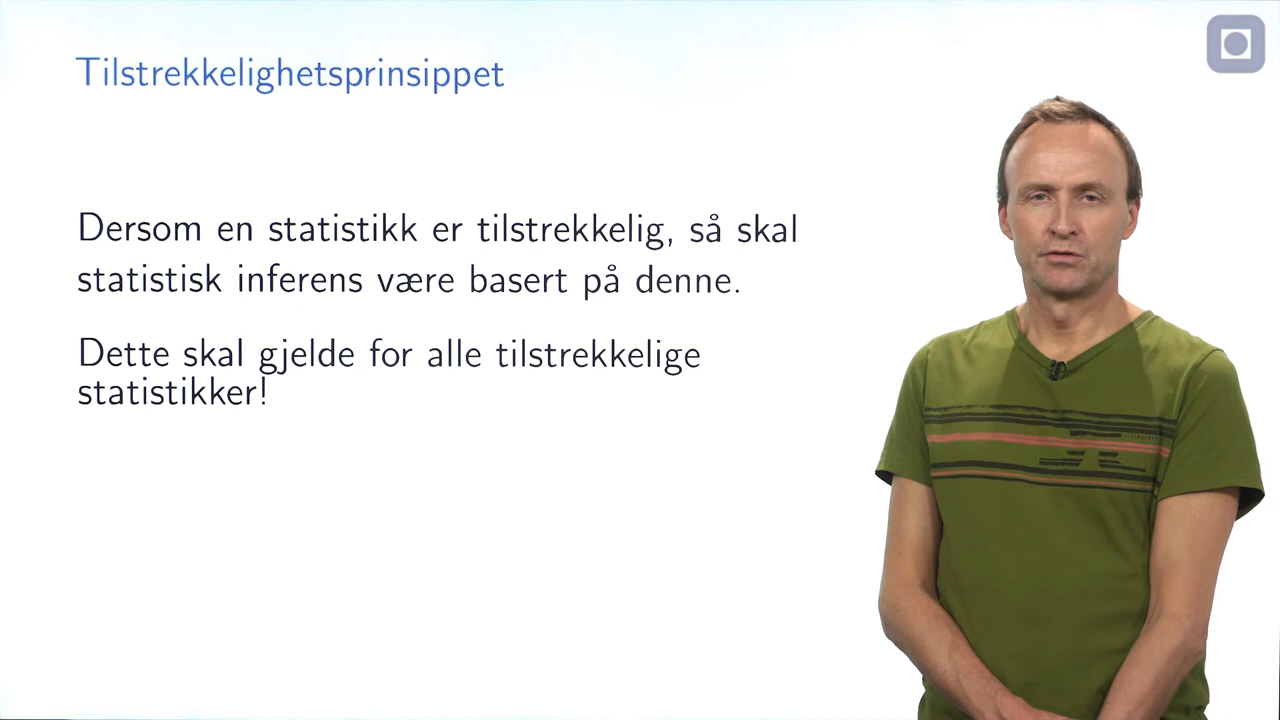 Tilstrekkelighetsprinsippet
Dersom en statistikk er tilstrekkelig, så skal
statistisk inferens være basert på denne.
Dette skal gjelde for alle tilstrekkelige
statistikker!